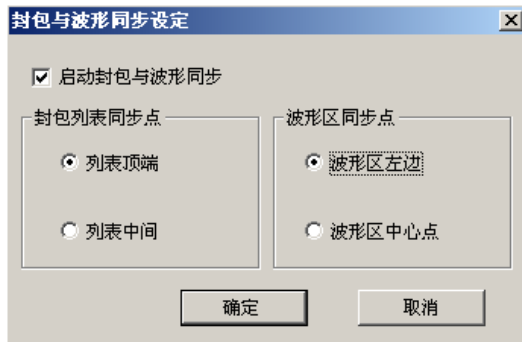 封包与波形同步设定
启动封包与波形同步
封包列表同步点
列表顶端
列表中间
波形区同步点
波形区左边
波形区中心点
确定
取消